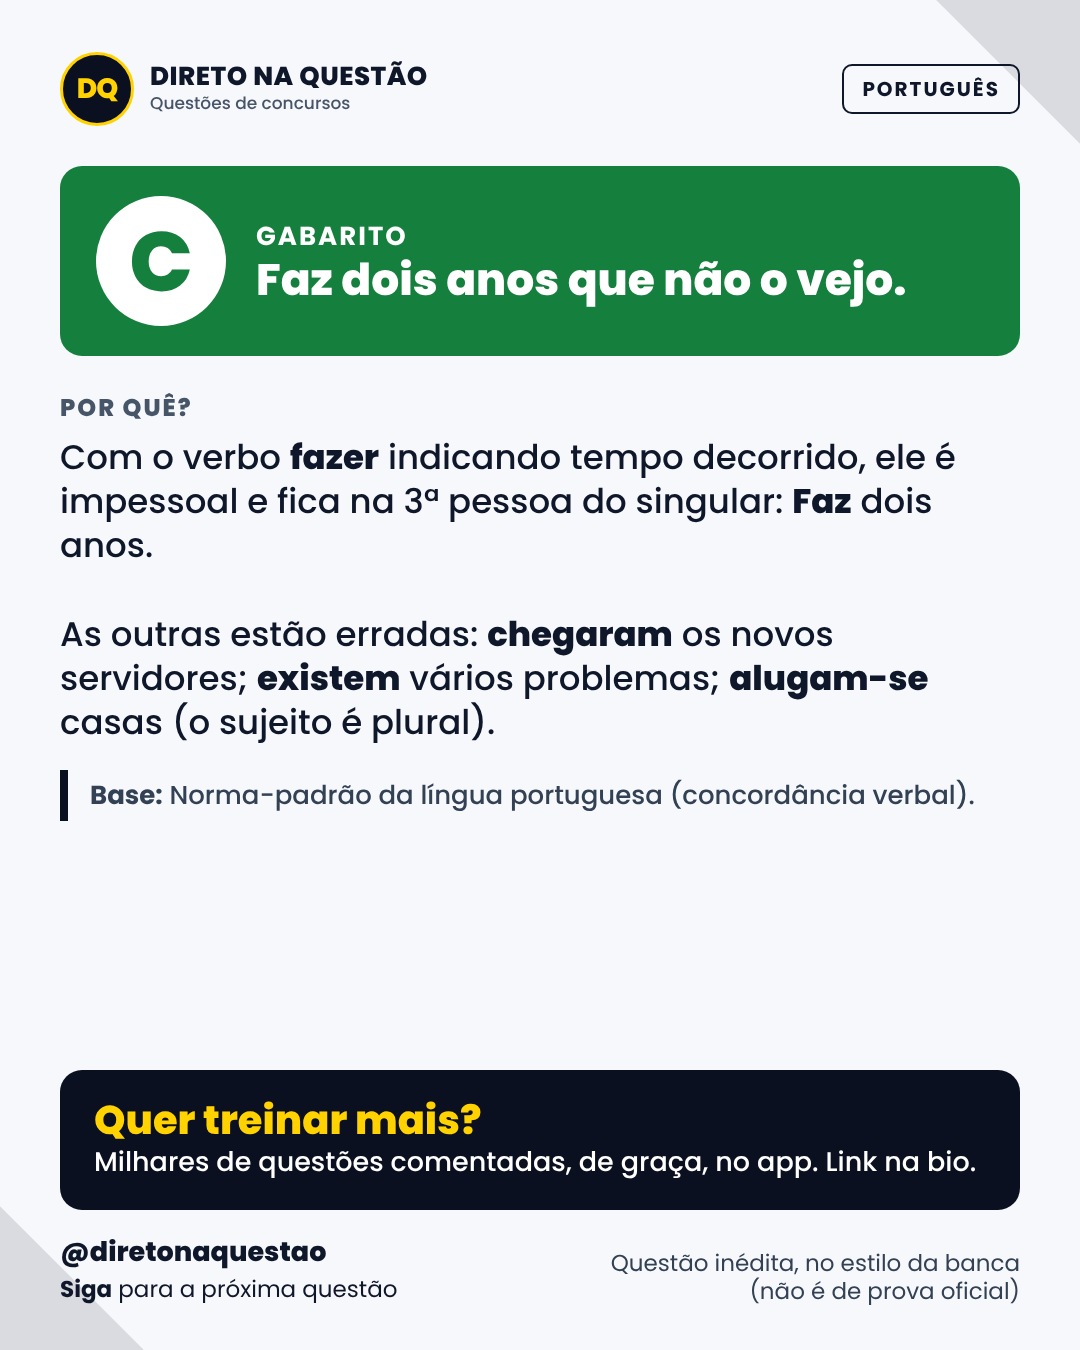 DQ
DIRETO NA QUESTÃO
Questões de concursos
PORTUGUÊS
C
GABARITO
Faz dois anos que não o vejo.
POR QUÊ?
Com o verbo fazer indicando tempo decorrido, ele é
impessoal e fica na 3ª pessoa do singular: Faz dois
anos.
As outras estão erradas: chegaram os novos
servidores; existem vários problemas; alugam-se
casas (o sujeito é plural).
Base: Norma-padrão da língua portuguesa (concordância verbal).
Quer treinar mais?
Milhares de questões comentadas, de graça, no app. Link na bio.
@diretonaquestao
Siga para a próxima questão
Questão inédita, no estilo da banca
(não é de prova oficial)